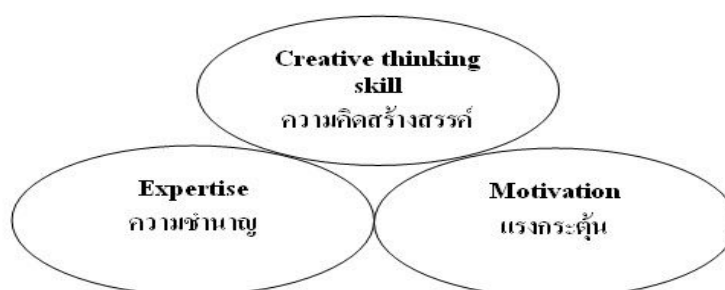 Creative thinking
skill
ความคิดสร้างสรรค์
Expertise
ความชำนาญ
Motivation
แรงกระตุ้น